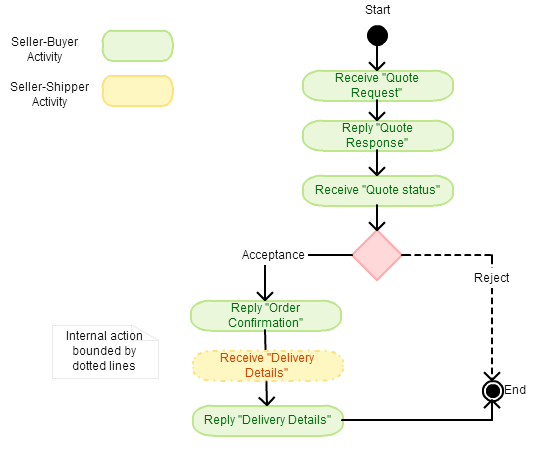 Start
Seller-Buyer
Activity
Seller-Shipper
Activity
Receive "Quote
Request"
Reply "Quote
Response"
Receive "Quote status"
Acceptance
Reject
Reply "Order
Confirmation"
Internal action
bounded by
dotted lines
Receive "Delivery
Details"
End
Reply "Delivery Details"